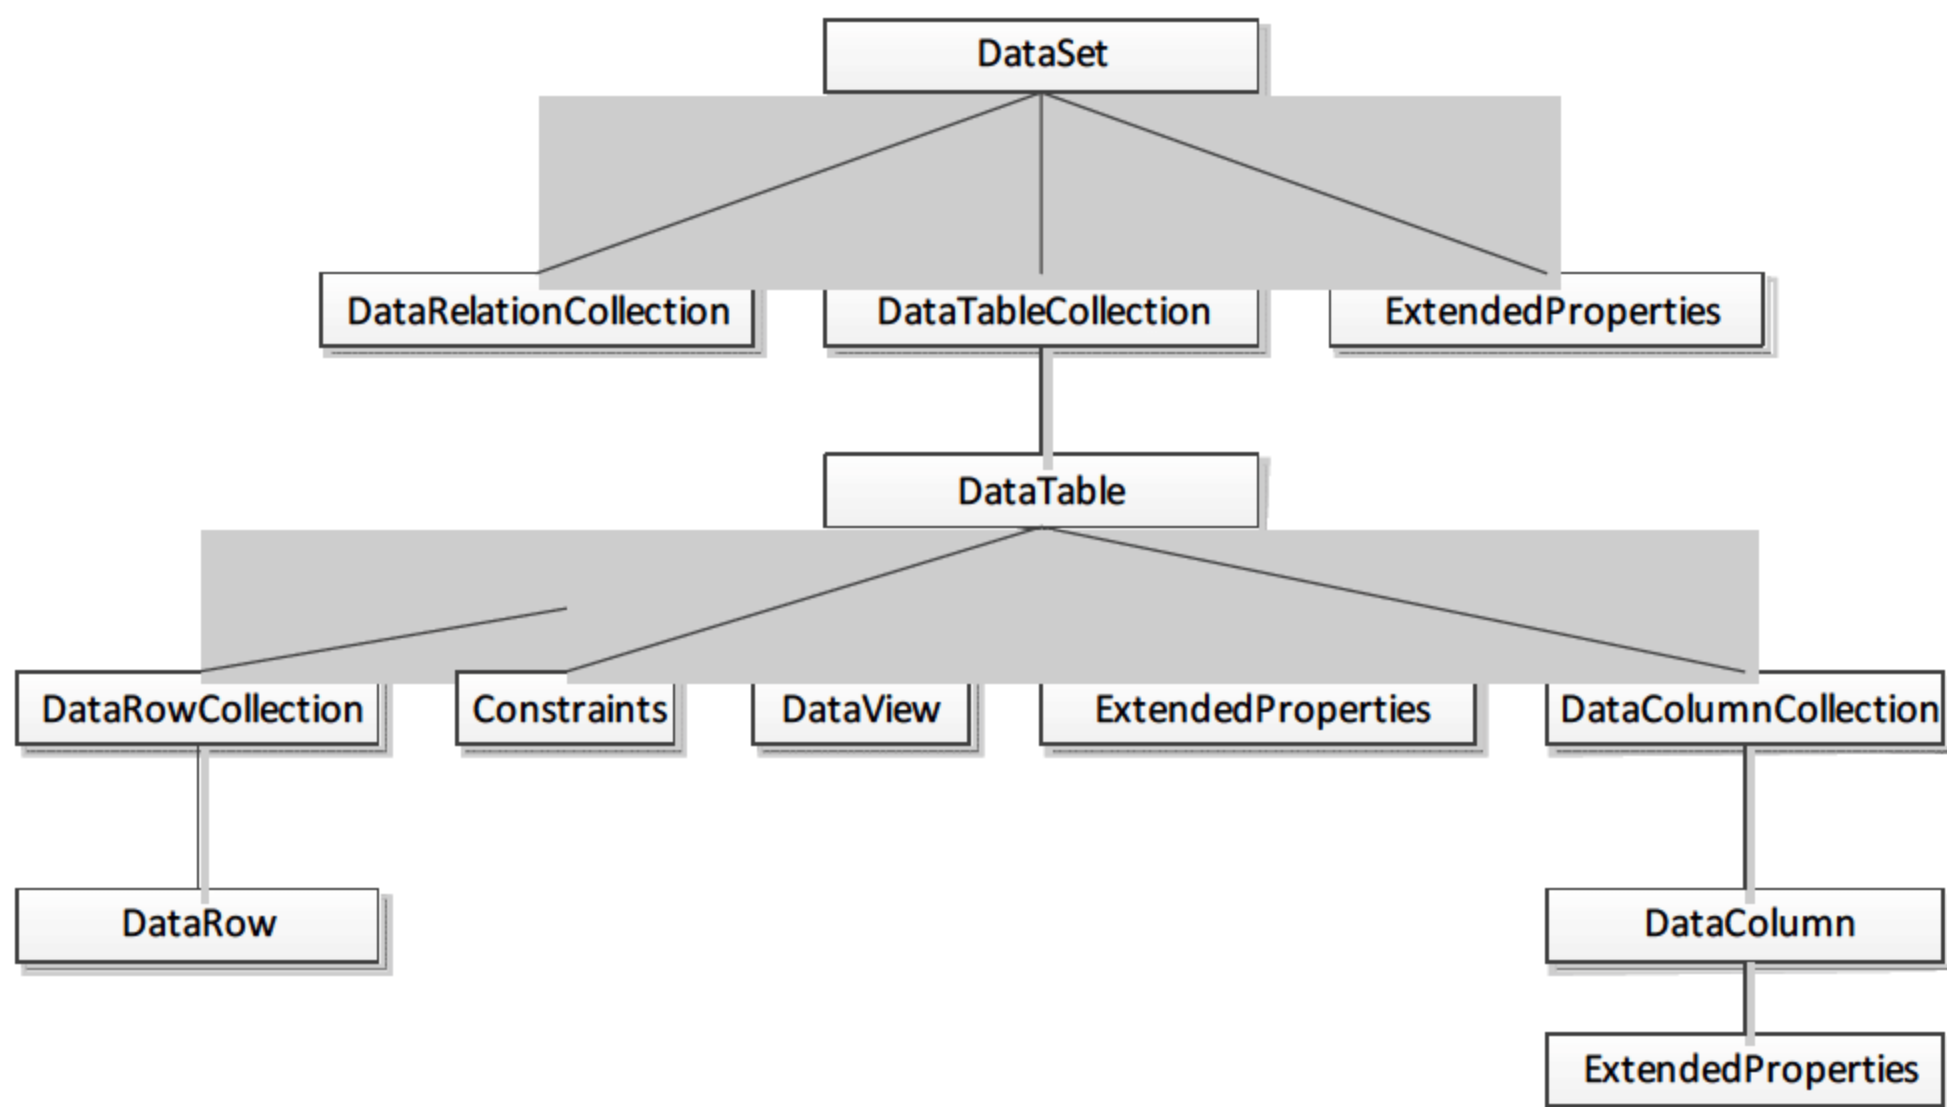 DataSet
DataRelationCollection
DataTableCollection
ExtendedProperties
DataTable
DataRowCollection
Constraints
DataView
ExtendedProperties
DataColumnCollection
DataRow
DataColumn
ExtendedProperties